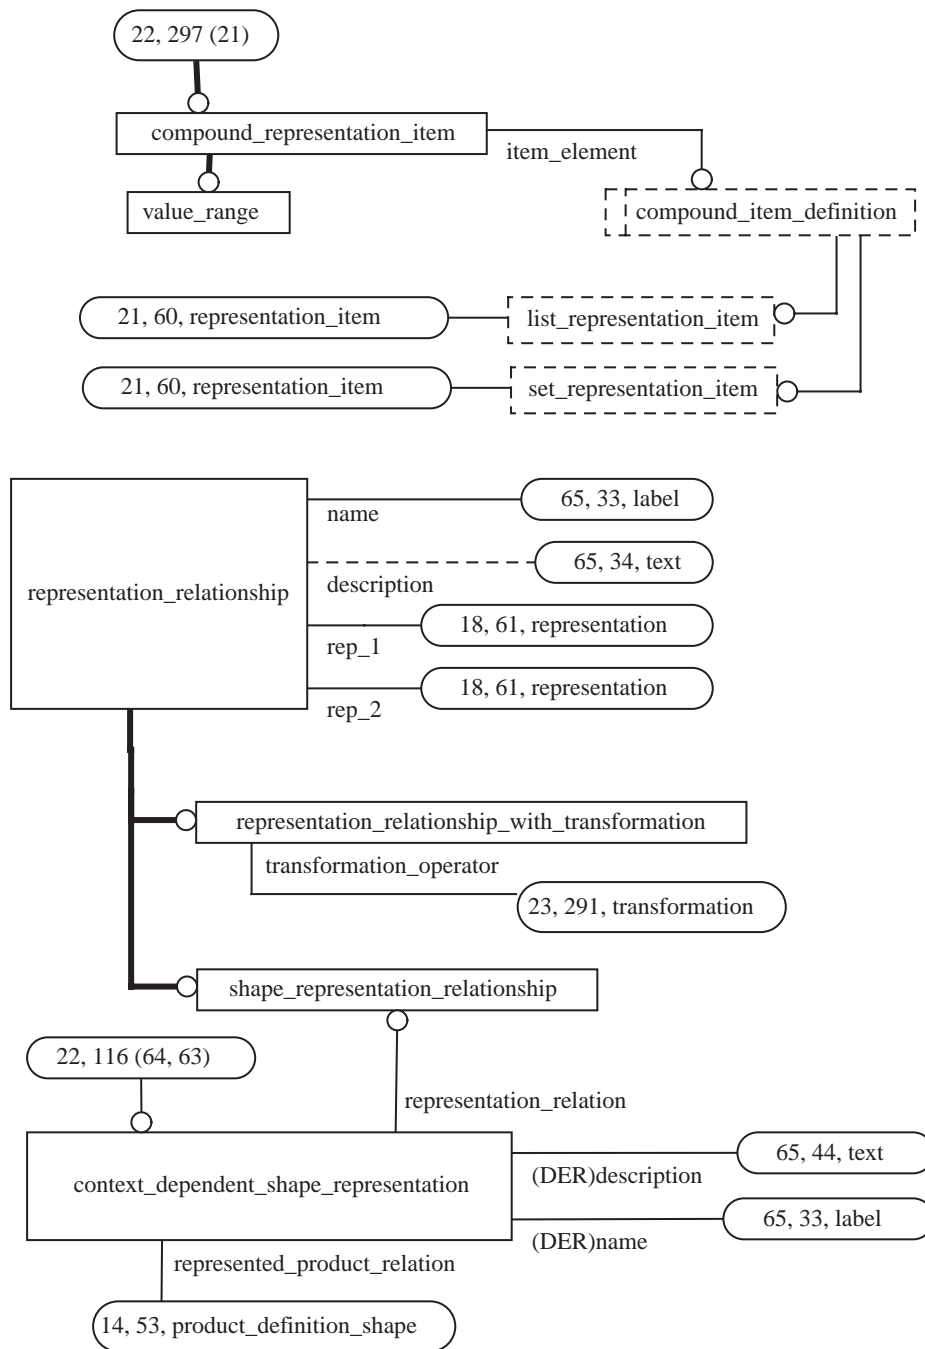 22, 297 (21)
compound_representation_item
item_element
value_range
compound_item_definition
21, 60, representation_item
list_representation_item
21, 60, representation_item
set_representation_item
65, 33, label
name
65, 34, text
description
representation_relationship
18, 61, representation
rep_1
18, 61, representation
rep_2
representation_relationship_with_transformation
transformation_operator
23, 291, transformation
shape_representation_relationship
22, 116 (64, 63)
representation_relation
65, 44, text
(DER)description
context_dependent_shape_representation
65, 33, label
(DER)name
represented_product_relation
14, 53, product_definition_shape